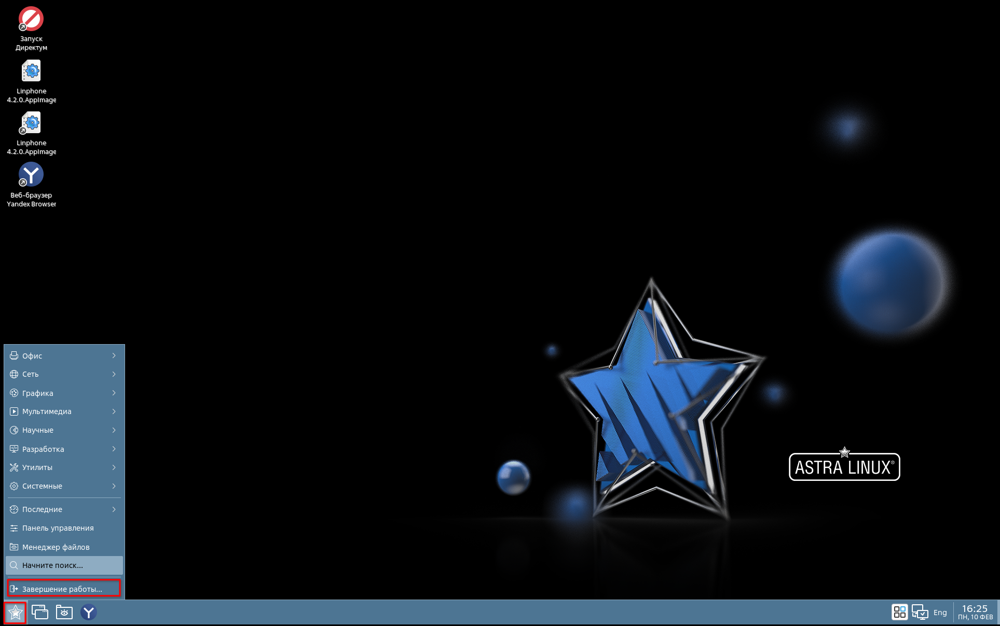 Запуск
Директум
Linphone
4.2.0.AppImage
Linphone
4.2.0.AppImage
Веб-браузер
Yandex Browser
Офис
Сеть
Графика
Мультимедиа
Научные
Разработка
Утилиты
Системные
Последние
Панель управления
Менеджер файлов
Начните поиск...
Завершение работы...
ASTRA LINUX®
Eng
16:25
ПН, 10 ФЕВ